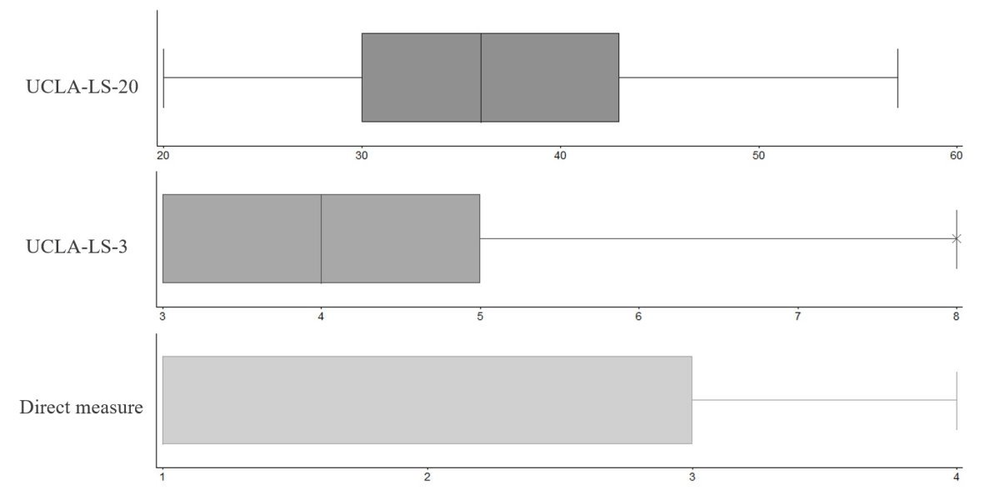 UCLA-LS-20
20 30 40 50 60
UCLA-LS-3
3 4 5 6 7 8
Direct measure
1 2 3 4